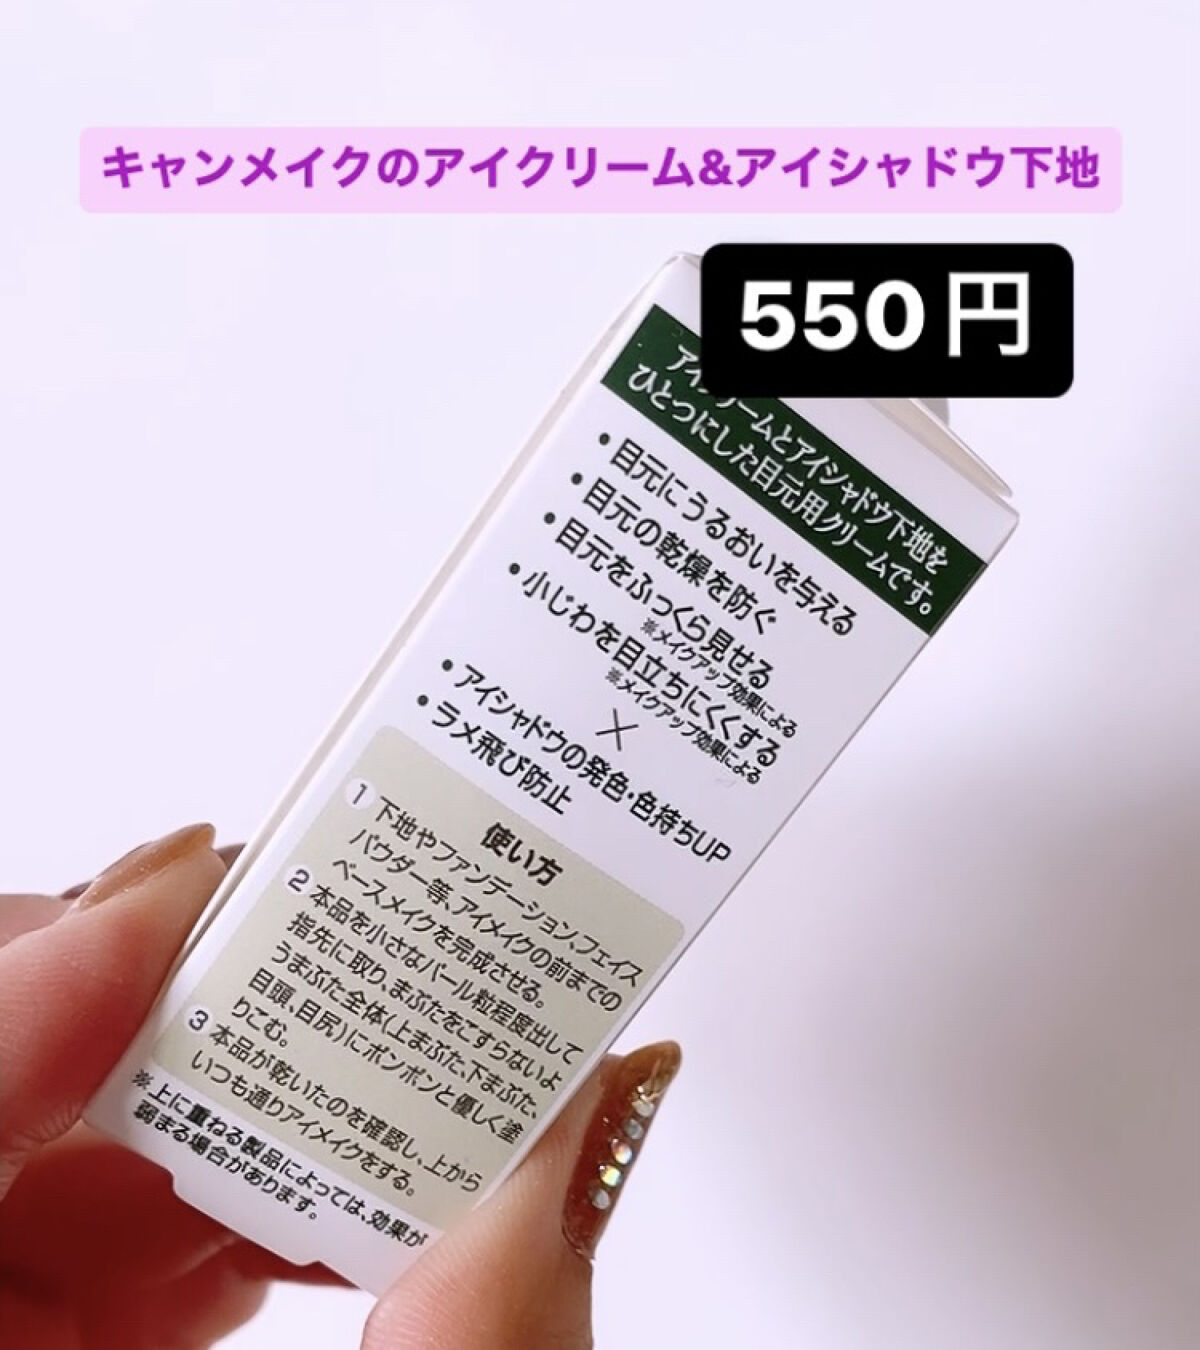 キャンメイクのアイクリーム&アイシャドウ下地
550円
アイクリームとアイシャドウ下地を
ひとつにした目元用クリームです。
•目元にうるおいを与える
•目元の乾燥を防ぐ
•目元をふっくら見せる
※メイクアップ効果による
•小じわを目立ちにくくする
※メイクアップ効果による
×
•アイシャドウの発色・色持ちUP
•ラメ飛び防止
使い方
1 下地やファンデーション、フェイス
パウダー等、アイメイクの前までの
ベースメイクを完成させる。
2 本品を小さなパール粒程度出して
指先に取り、まぶたをこすらないよ
うまぶた全体(上まぶた、下まぶた、
目頭、目尻)にポンポンと優しく塗
りこむ。
3 本品が乾いたのを確認し、上から
いつも通りアイメイクをする。
※上に重ねる製品によっては、効果が
弱まる場合があります。